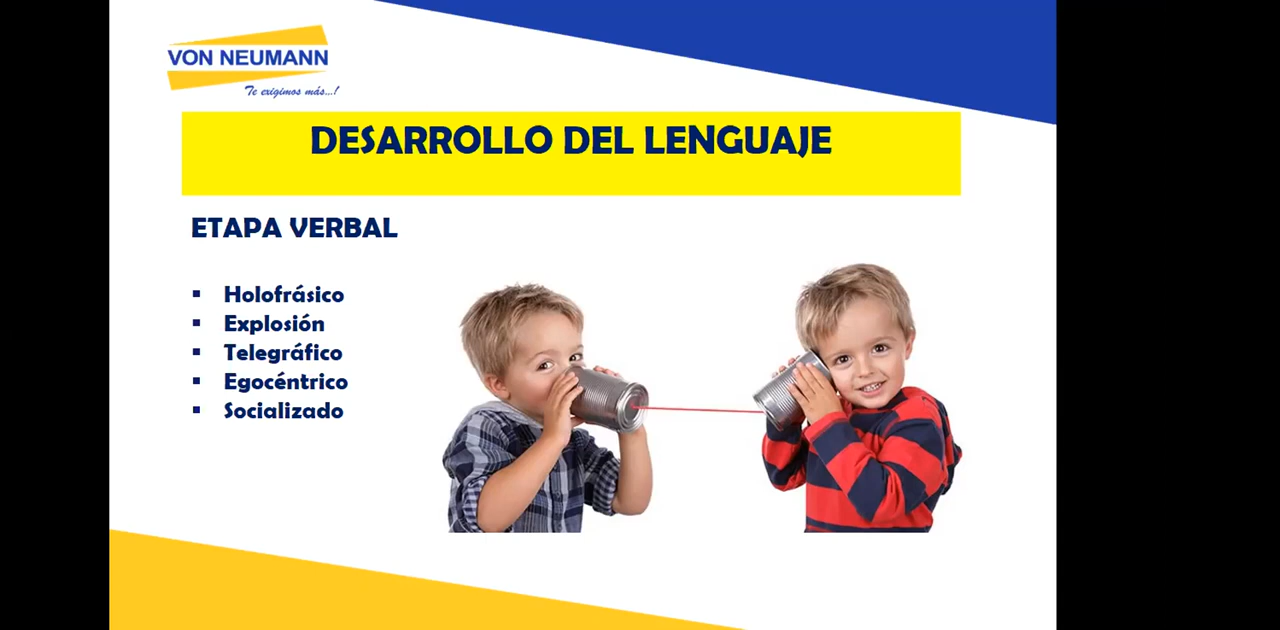 VON NEUMANN
Te exigimos más...!
DESARROLLO DEL LENGUAJE
ETAPA VERBAL
▪ Holofrásico
▪ Explosión
▪ Telegráfico
▪ Egocéntrico
▪ Socializado